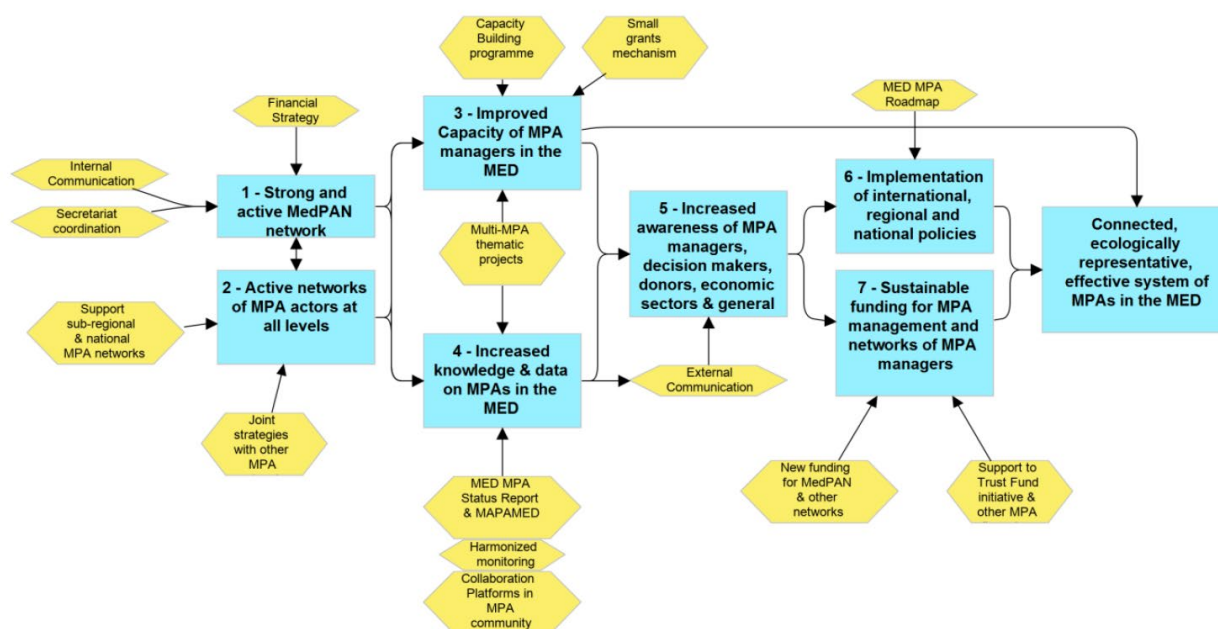 Capacity
Building
programme
Small
grants
mechanism
MED MPA
Roadmap
Financial
Strategy
3 - Improved
Capacity of MPA
managers in the
MED
Internal
Communication
Secretariat
coordination
1 - Strong and
active MedPAN
network
6 - Implementation
of international,
regional and
national policies
5 - Increased
awareness of MPA
managers,
decision makers,
donors, economic
sectors & general
Connected,
ecologically
representative,
effective system of
MPAs in the MED
Multi-MPA
thematic
projects
2 - Active networks
of MPA actors at
all levels
7 - Sustainable
funding for MPA
management and
networks of MPA
managers
Support
sub-regional
& national
MPA networks
4 - Increased
knowledge & data
on MPAs in the
MED
External
Communication
Joint
strategies
with other
MPA
New funding
for MedPAN
& other
networks
Support to
Trust Fund
initiative &
other MPA
MED MPA
Status Report
& MAPAMED
Harmonized
monitoring
Collaboration
Platforms in
MPA
community